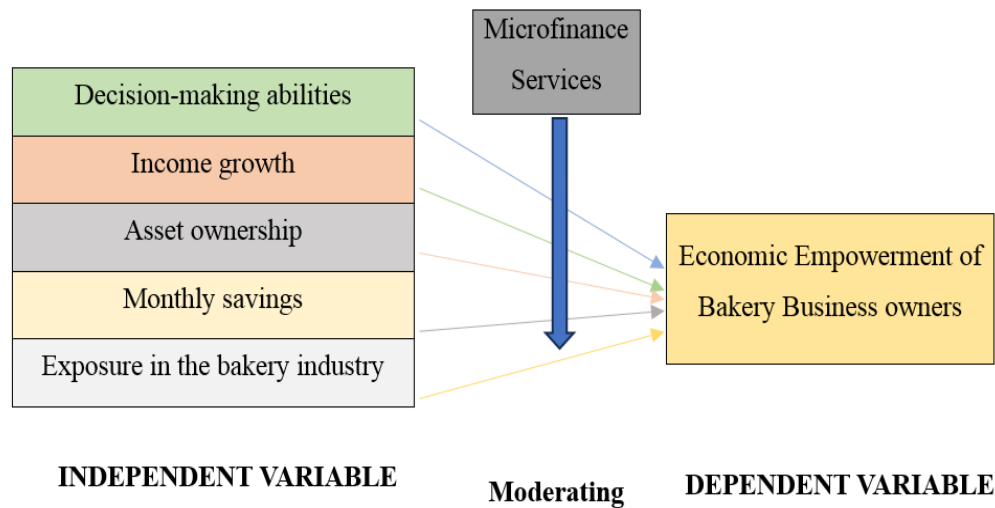 Microfinance
Services
Decision-making abilities
Income growth
Asset ownership
Monthly savings
Exposure in the bakery industry
Economic Empowerment of
Bakery Business owners
INDEPENDENT VARIABLE
Moderating
DEPENDENT VARIABLE